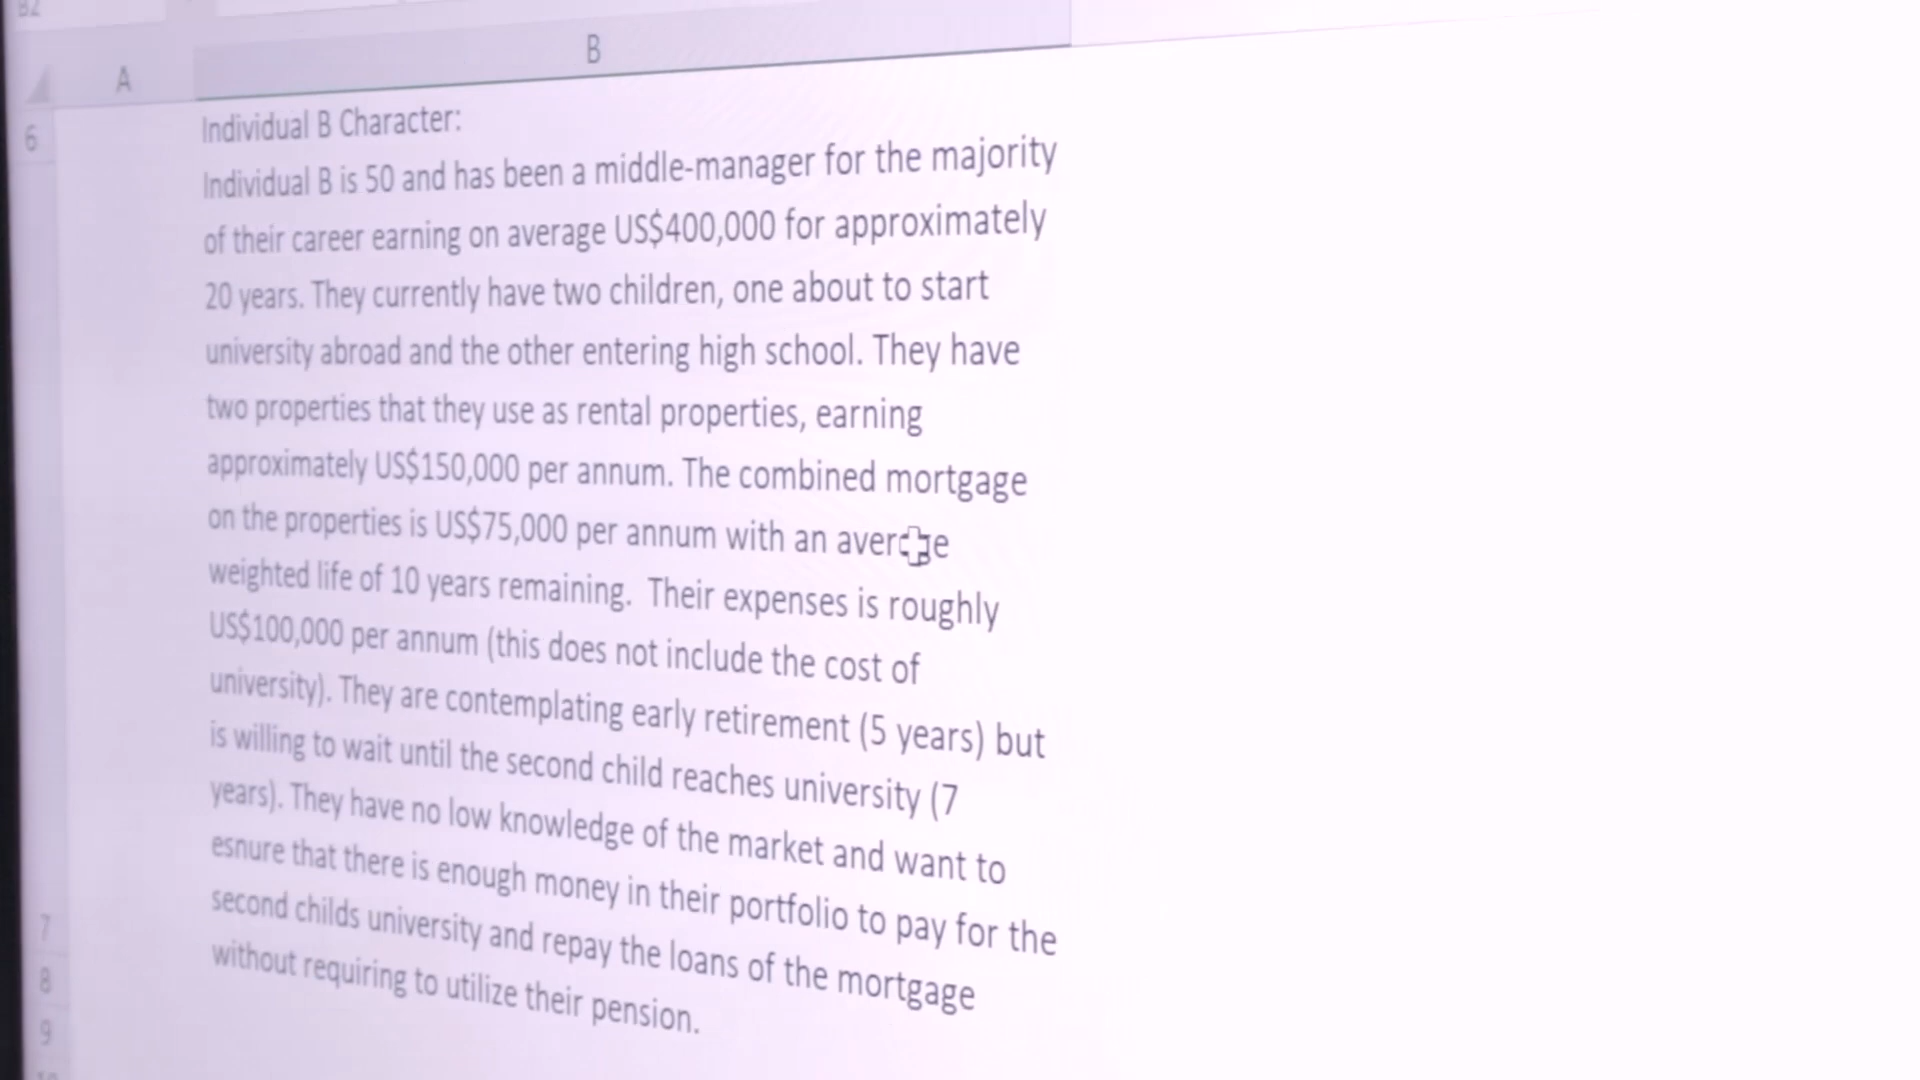 B2
A B
6
Individual B Character:
Individual B is 50 and has been a middle-manager for the majority
of their career earning on average US$400,000 for approximately
20 years. They currently have two children, one about to start
university abroad and the other entering high school. They have
two properties that they use as rental properties, earning
approximately US$150,000 per annum. The combined mortgage
on the properties is US$75,000 per annum with an average
weighted life of 10 years remaining.  Their expenses is roughly
US$100,000 per annum (this does not include the cost of
university). They are contemplating early retirement (5 years) but
is willing to wait until the second child reaches university (7
years). They have no low knowledge of the market and want to
esnure that there is enough money in their portfolio to pay for the
second childs university and repay the loans of the mortgage
without requiring to utilize their pension.
7
8
9
10